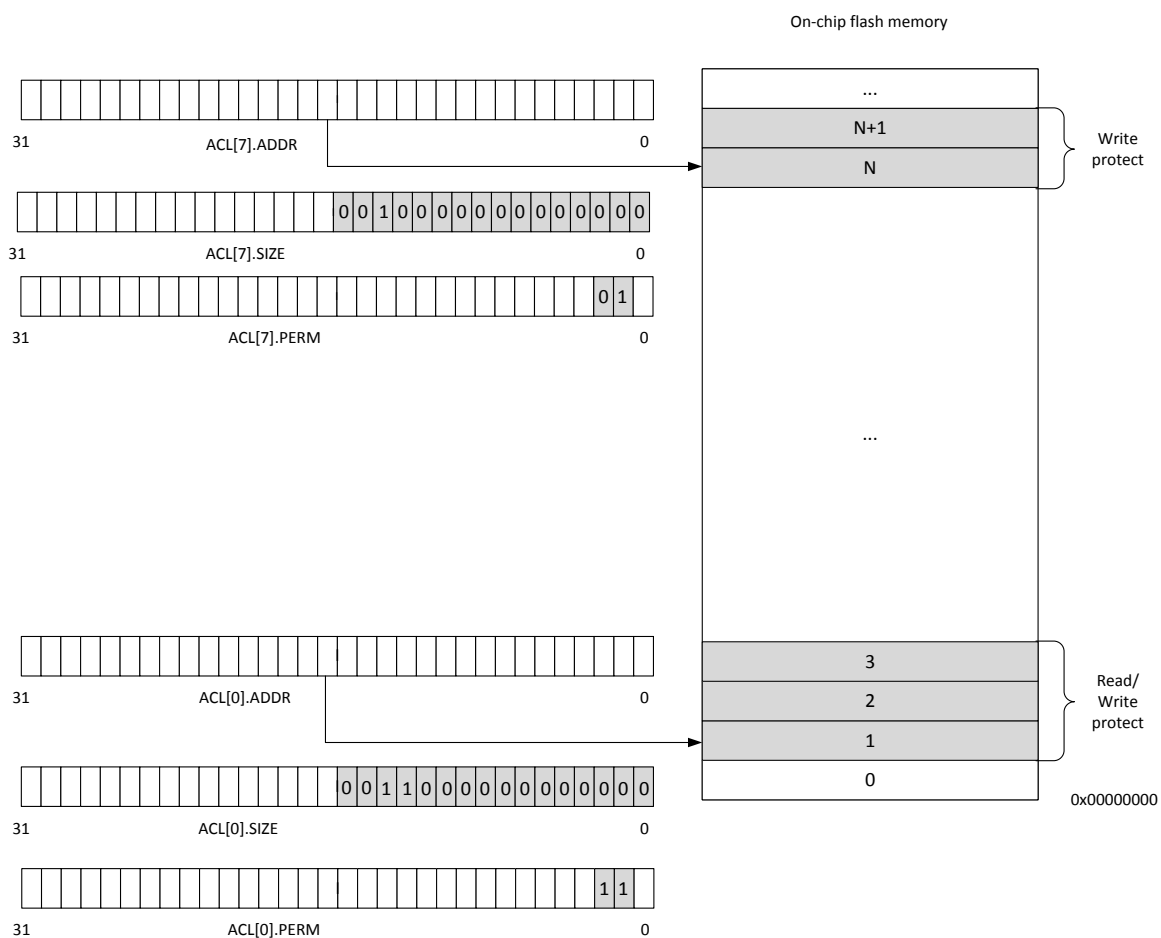 On-chip flash memory
...
31 ACL[7].ADDR 0
N+1
N
Write
protect
0 0 1 0 0 0 0 0 0 0 0 0 0 0 0 0
31 ACL[7].SIZE 0
0 1
31 ACL[7].PERM 0
...
31 ACL[0].ADDR 0
3
2
1
0
Read/
Write
protect
0x00000000
0 0 1 1 0 0 0 0 0 0 0 0 0 0 0 0
31 ACL[0].SIZE 0
1 1
31 ACL[0].PERM 0